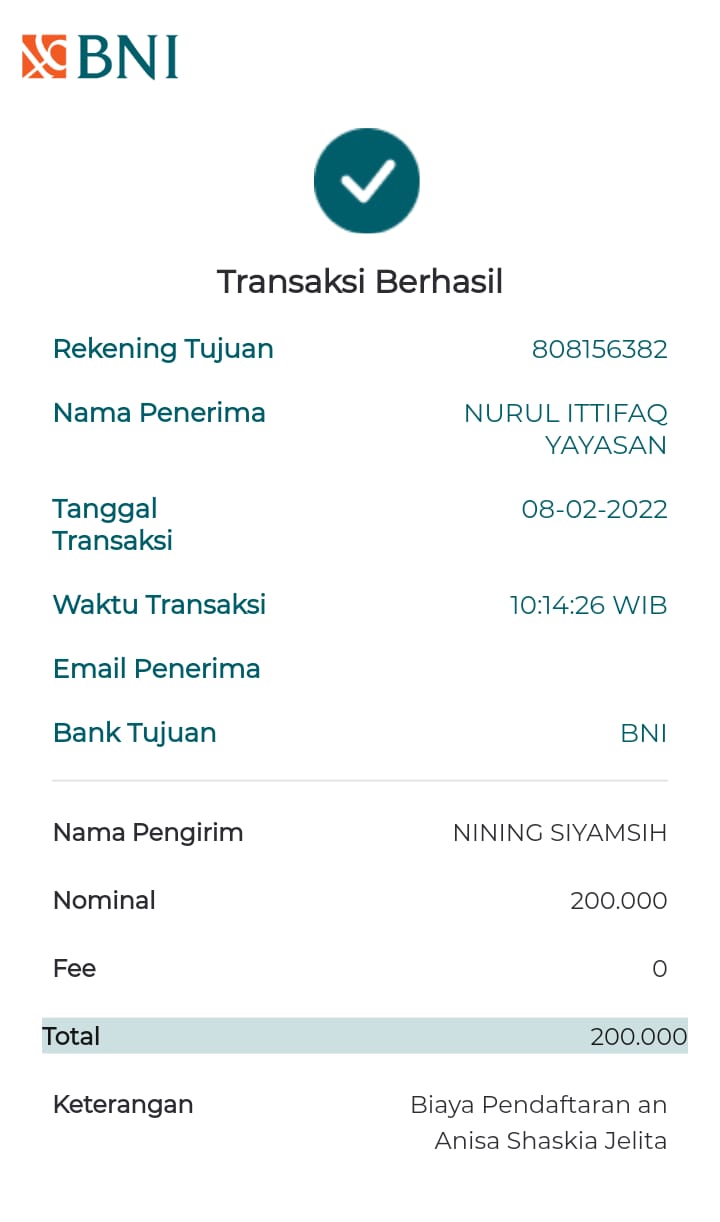 BNI
Transaksi Berhasil
Rekening Tujuan 808156382
Nama Penerima NURUL ITTIFAQ
YAYASAN
Tanggal 08-02-2022
Transaksi
Waktu Transaksi 10:14:26 WIB
Email Penerima
Bank Tujuan BNI
Nama Pengirim NINING SIYAMSIH
Nominal 200.000
Fee 0
Total 200.000
Keterangan Biaya Pendaftaran an
Anisa Shaskia Jelita